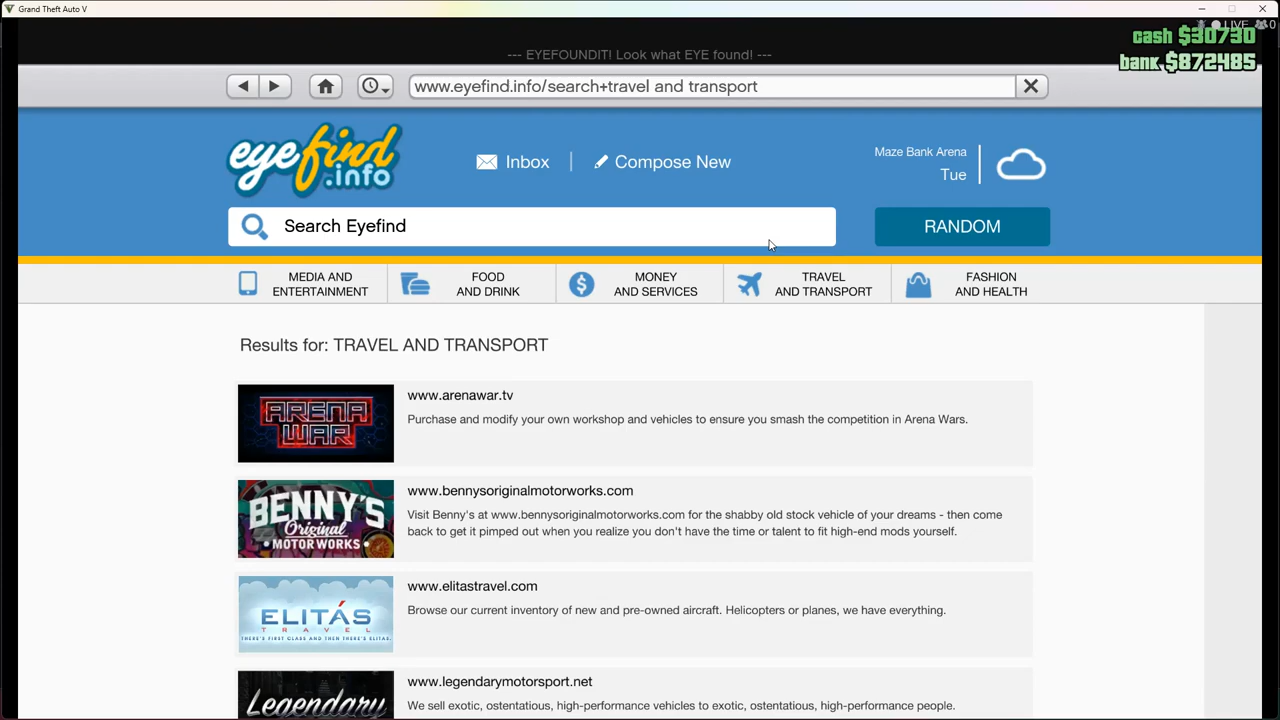 Grand Theft Auto V
LIVE 0
cash $30730
bank $872485
--- EYEFOUNDIT! Look what EYE found! ---
www.eyefind.info/search+travel and transport
eyefind
.info
Inbox
Compose New
Maze Bank Arena
Tue
Search Eyefind
RANDOM
MEDIA AND
ENTERTAINMENT
FOOD
AND DRINK
MONEY
AND SERVICES
TRAVEL
AND TRANSPORT
FASHION
AND HEALTH
Results for: TRAVEL AND TRANSPORT
ARENA
WAR
www.arenawar.tv
Purchase and modify your own workshop and vehicles to ensure you smash the competition in Arena Wars.
BENNY'S
Original
MOTOR WORKS
www.bennysoriginalmotorworks.com
Visit Benny's at www.bennysoriginalmotorworks.com for the shabby old stock vehicle of your dreams - then come
back to get it pimped out when you realize you don't have the time or talent to fit high-end mods yourself.
ELITÁS
TRAVEL
THERE'S FIRST CLASS AND THEN THERE'S ELITAS.
www.elitastravel.com
Browse our current inventory of new and pre-owned aircraft. Helicopters or planes, we have everything.
Legendary
www.legendarymotorsport.net
We sell exotic, ostentatious, high-performance vehicles to exotic, ostentatious, high-performance people.